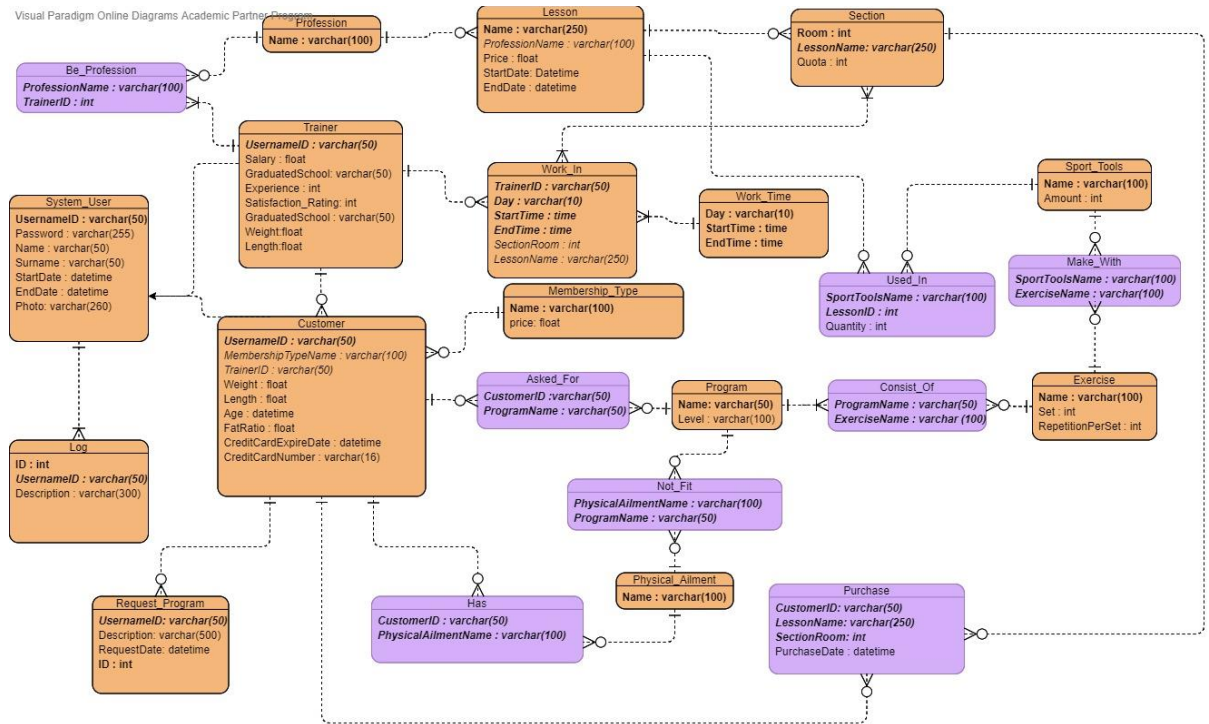 Visual Paradigm Online Diagrams Academic Partner Program
Profession
Name : varchar(100)
Lesson
Name : varchar(250)
ProfessionName : varchar(100)
Price : float
StartDate: Datetime
EndDate : datetime
Section
Room : int
LessonName: varchar(250)
Quota : int
Be_Profession
ProfessionName : varchar(100)
TrainerID : int
Trainer
UsernameID : varchar(50)
Salary : float
GraduatedSchool: varchar(50)
Experience : int
Satisfaction_Rating: int
GraduatedSchool : varchar(50)
Weight:float
Length:float
Work_In
TrainerID : varchar(50)
Day : varchar(10)
StartTime : time
EndTime : time
SectionRoom : int
LessonName : varchar(250)
Work_Time
Day : varchar(10)
StartTime : time
EndTime : time
Sport_Tools
Name : varchar(100)
Amount : int
System_User
UsernameID : varchar(50)
Password : varchar(255)
Name : varchar(50)
Surname : varchar(50)
StartDate : datetime
EndDate : datetime
Photo: varchar(260)
Used_In
SportToolsName : varchar(100)
LessonID : int
Quantity : int
Make_With
SportToolsName : varchar(100)
ExerciseName : varchar(100)
Membership_Type
Name : varchar(100)
price: float
Customer
UsernameID : varchar(50)
MembershipTypeName : varchar(100)
TrainerID : varchar(50)
Weight : float
Length : float
Age : datetime
FatRatio : float
CreditCardExpireDate : datetime
CreditCardNumber : varchar(16)
Asked_For
CustomerID :varchar(50)
ProgramName : varchar(50)
Program
Name: varchar(50)
Level : varchar(100)
Consist_Of
ProgramName : varchar(50)
ExerciseName : varchar (100)
Exercise
Name : varchar(100)
Set : int
RepetitionPerSet : int
Log
ID : int
UsernameID : varchar(50)
Description : varchar(300)
Not_Fit
PhysicalAilmentName : varchar(100)
ProgramName : varchar(50)
Physical_Ailment
Name : varchar(100)
Request_Program
UsernameID: varchar(50)
Description: varchar(500)
RequestDate: datetime
ID : int
Has
CustomerID : varchar(50)
PhysicalAilmentName : varchar(100)
Purchase
CustomerID: varchar(50)
LessonName: varchar(250)
SectionRoom: int
PurchaseDate : datetime